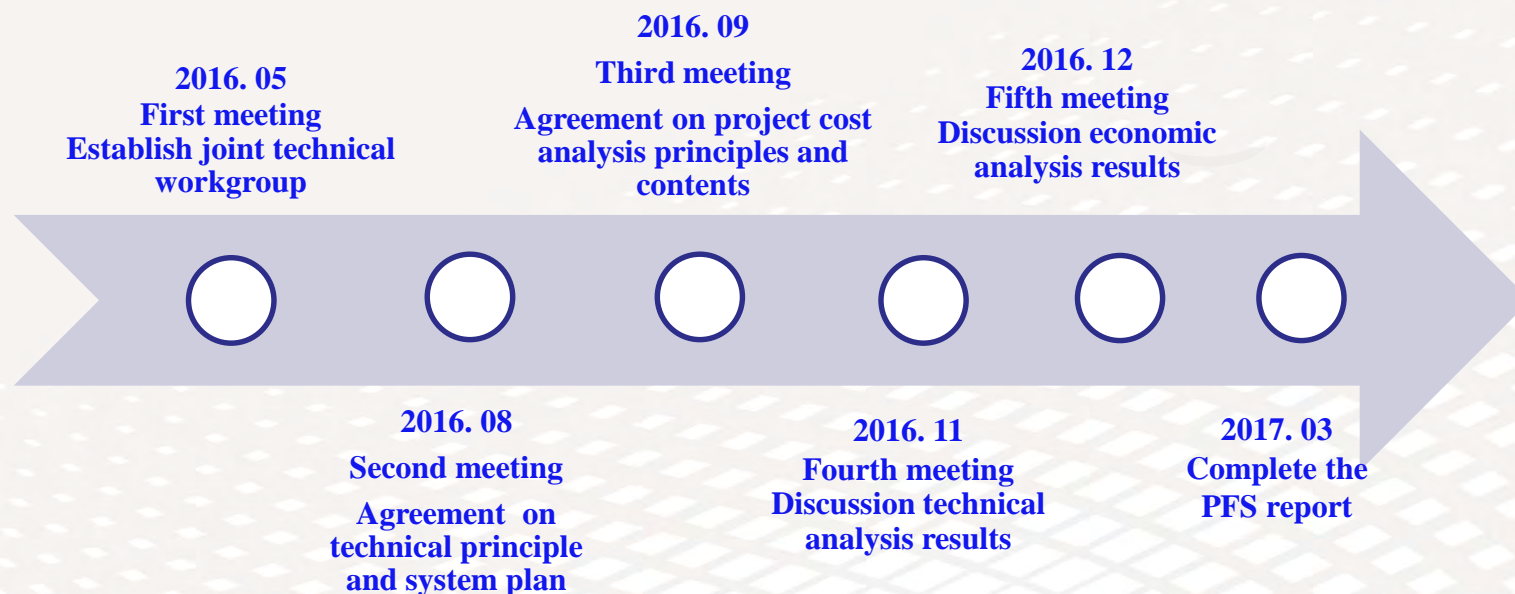 2016. 05
First meeting
Establish joint technical
workgroup
2016. 08
Second meeting
Agreement on
technical principle
and system plan
2016. 09
Third meeting
Agreement on project cost
analysis principles and
contents
2016. 11
Fourth meeting
Discussion technical
analysis results
2016. 12
Fifth meeting
Discussion economic
analysis results
2017. 03
Complete the
PFS report